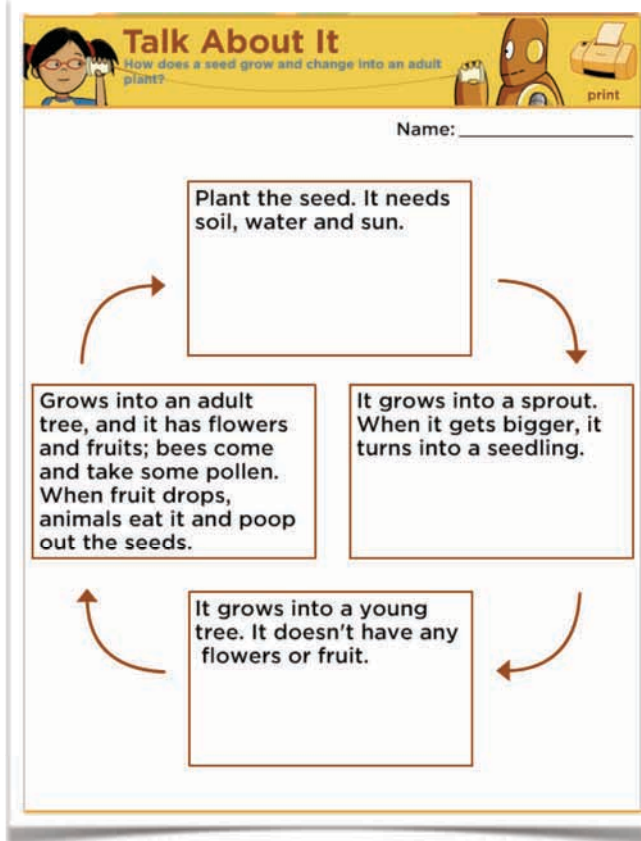 Talk About It
How does a seed grow and change into an adult
plant?
print
Name:
Plant the seed. It needs
soil, water and sun.
It grows into a sprout.
When it gets bigger, it
turns into a seedling.
It grows into a young
tree. It doesn't have any
flowers or fruit.
Grows into an adult
tree, and it has flowers
and fruits; bees come
and take some pollen.
When fruit drops,
animals eat it and poop
out the seeds.